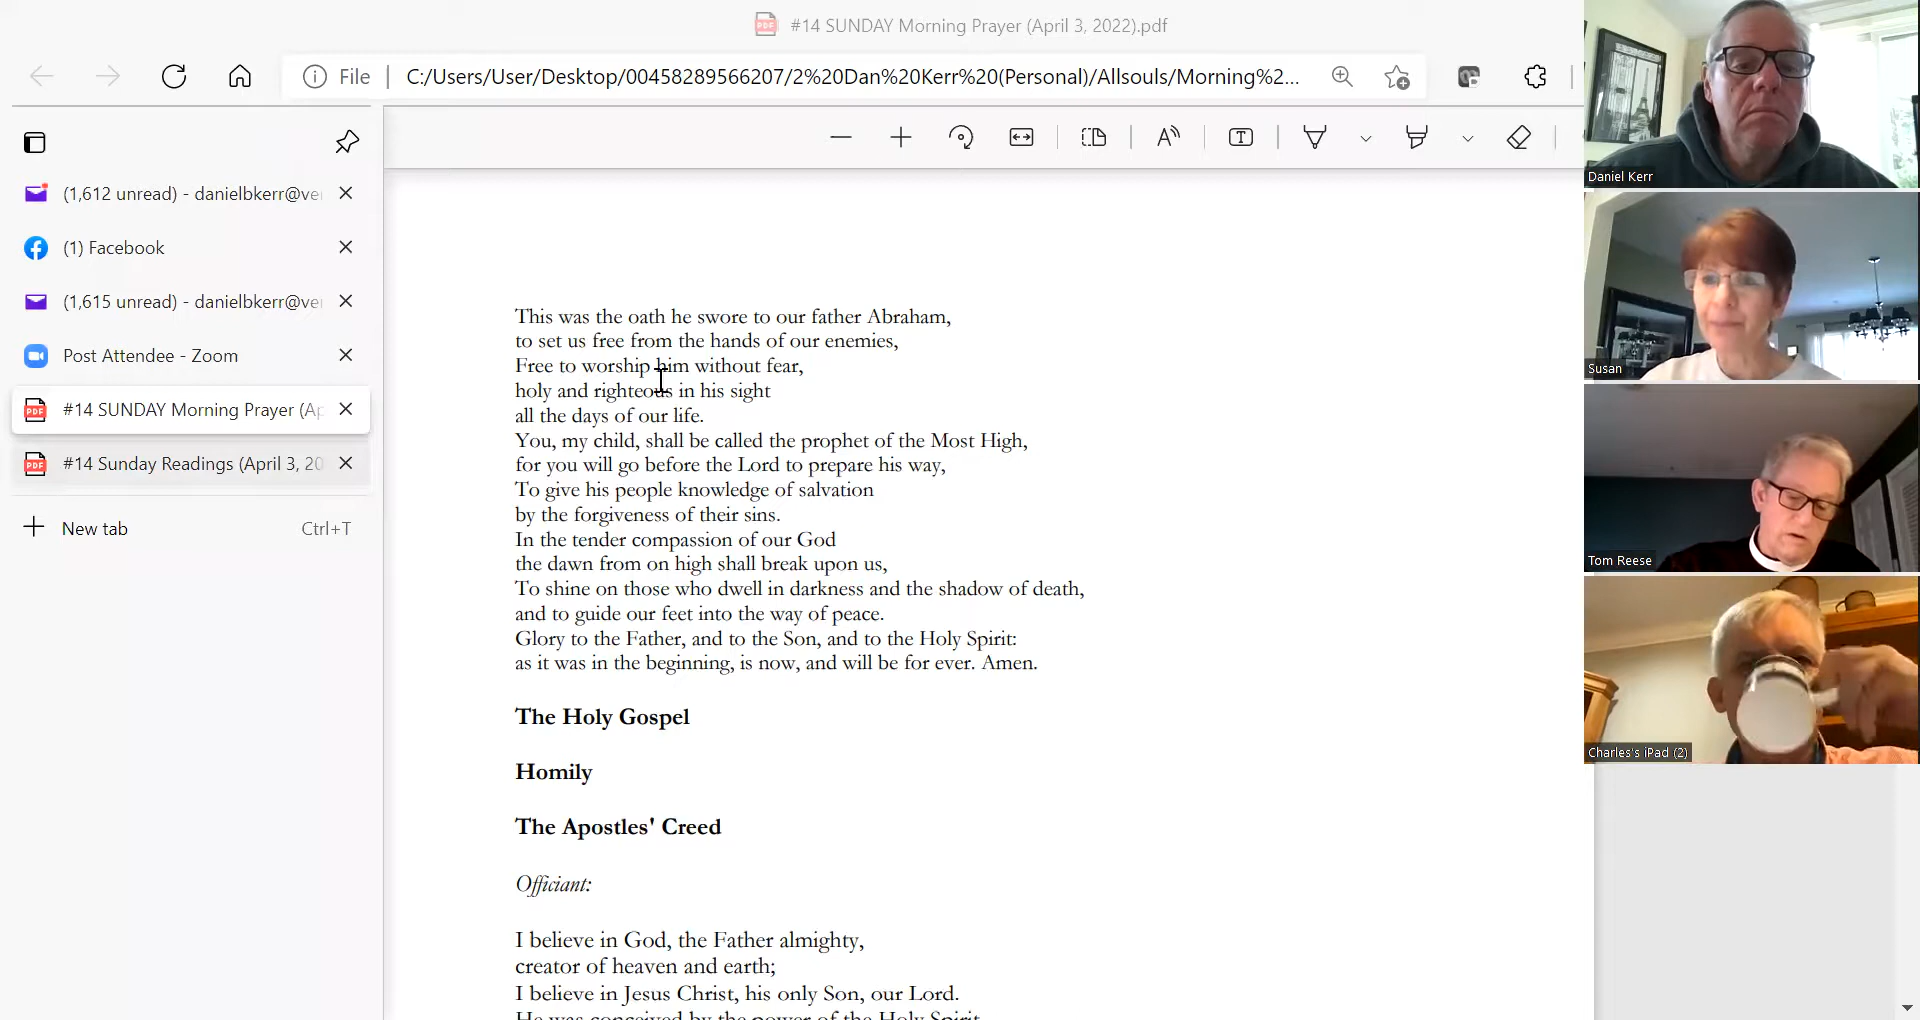 #14 SUNDAY Morning Prayer (April 3, 2022).pdf
File
C:/Users/User/Desktop/00458289566207/2%20Dan%20Kerr%20(Personal)/Allsouls/Morning%2...
(1,612 unread) - danielbkerr@ve
(1) Facebook
(1,615 unread) - danielbkerr@ve
Post Attendee - Zoom
#14 SUNDAY Morning Prayer (Ap
#14 Sunday Readings (April 3, 20
New tab Ctrl+T
This was the oath he swore to our father Abraham,
to set us free from the hands of our enemies,
Free to worship him without fear,
holy and righteous in his sight
all the days of our life.
You, my child, shall be called the prophet of the Most High,
for you will go before the Lord to prepare his way,
To give his people knowledge of salvation
by the forgiveness of their sins.
In the tender compassion of our God
the dawn from on high shall break upon us,
To shine on those who dwell in darkness and the shadow of death,
and to guide our feet into the way of peace.
Glory to the Father, and to the Son, and to the Holy Spirit:
as it was in the beginning, is now, and will be for ever. Amen.
The Holy Gospel
Homily
The Apostles' Creed
Officiant:
I believe in God, the Father almighty,
creator of heaven and earth;
I believe in Jesus Christ, his only Son, our Lord.
He was conceived by the power of the Holy Spirit
Daniel Kerr
Susan
Tom Reese
Charles's iPad (2)